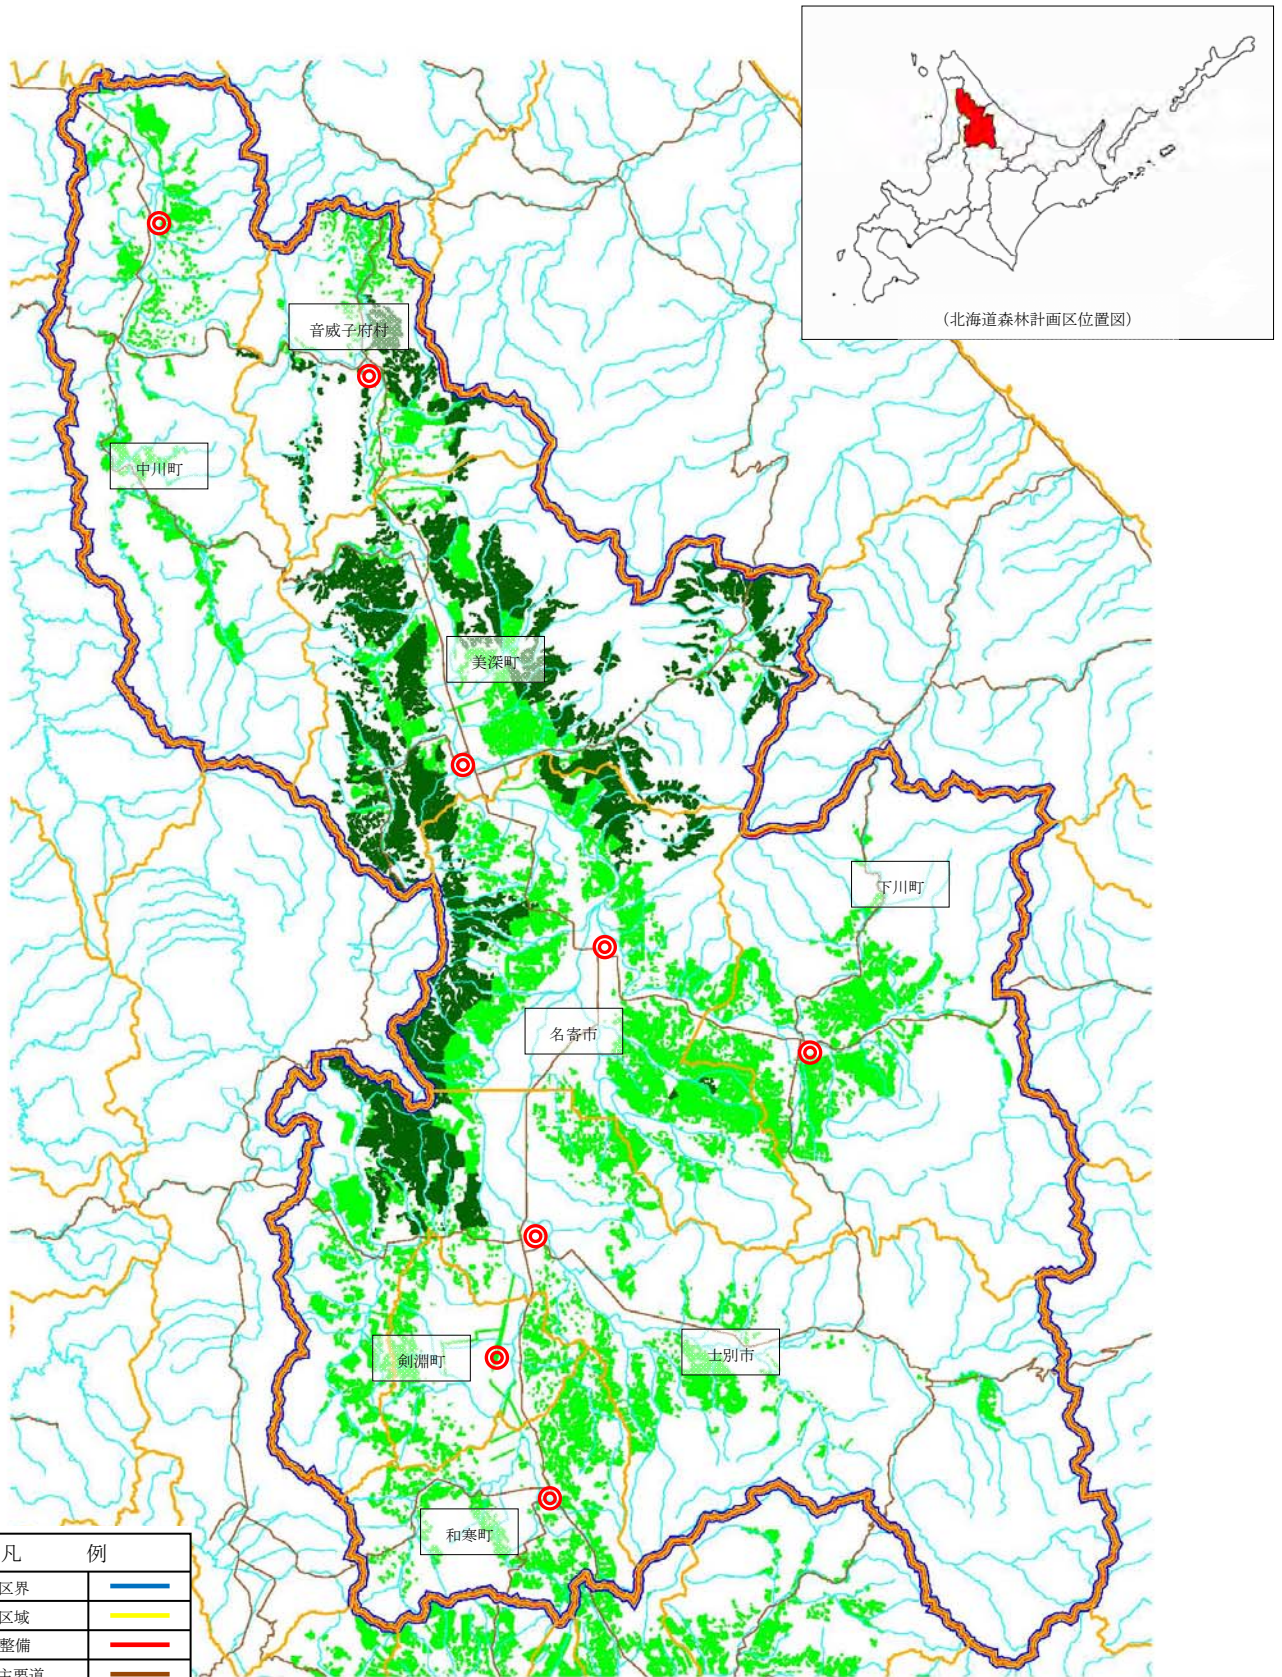 (北海道森林計画区位置図)
音威子府村
中川町
美深町
下川町
名寄市
剣淵町
士別市
和寒町
凡 例
区界
区域
整備
主要道